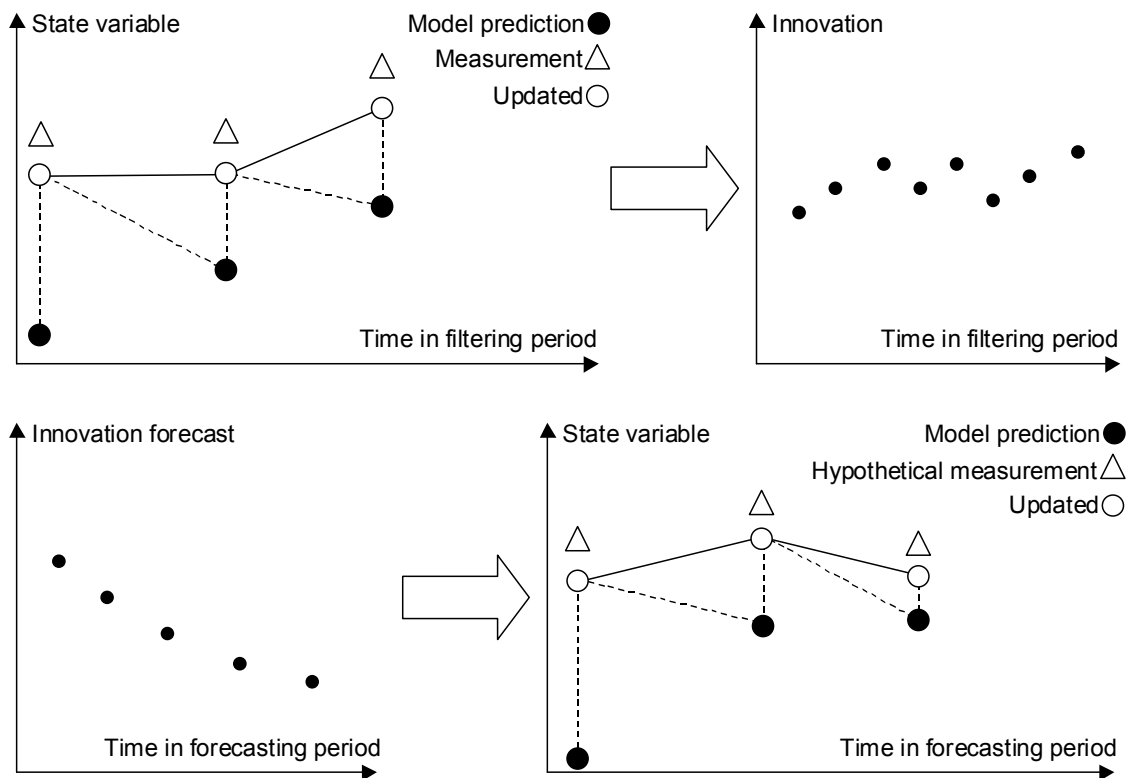 State variable
Model prediction
Measurement
Updated
Time in filtering period
Innovation
Time in filtering period
Innovation forecast
Time in forecasting period
State variable
Model prediction
Hypothetical measurement
Updated
Time in forecasting period